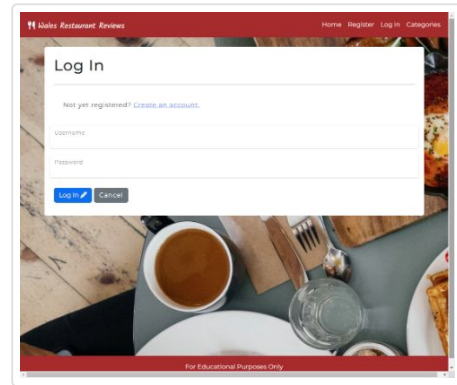 Wales Restaurant Reviews
Home Register Log In Categories
Log In
Not yet registered? Create an account.
Username
Password
Log In Cancel
For Educational Purposes Only